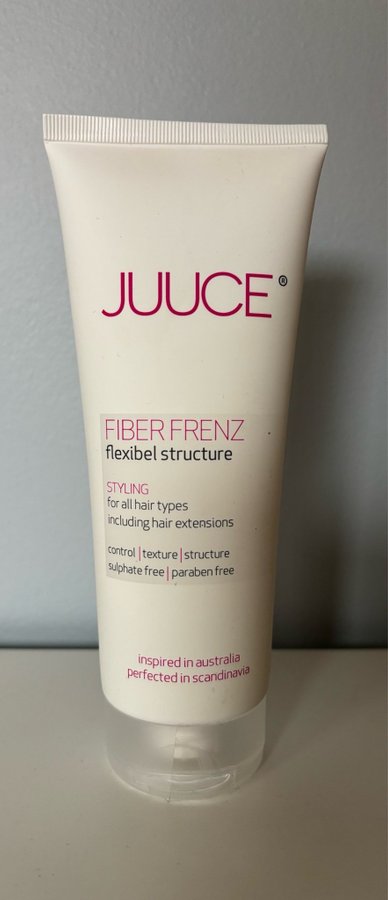 JUUCE®
FIBER FRENZ
flexibel structure
STYLING
for all hair types
including hair extensions
control | texture | structure
sulphate free | paraben free
inspired in australia
perfected in scandinavia